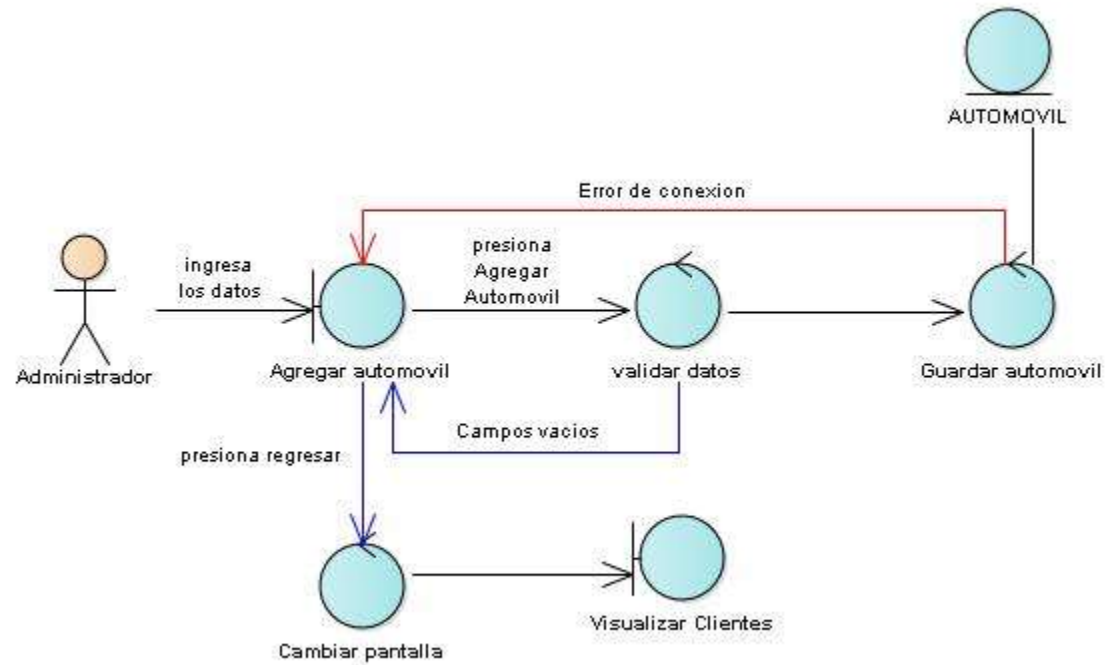 AUTOMOVIL
Error de conexion
presiona
Agregar
Automovil
ingresa
los datos
Administrador
Agregar automovil
validar datos
Guardar automovil
Campos vacios
presiona regresar
Visualizar Clientes
Cambiar pantalla